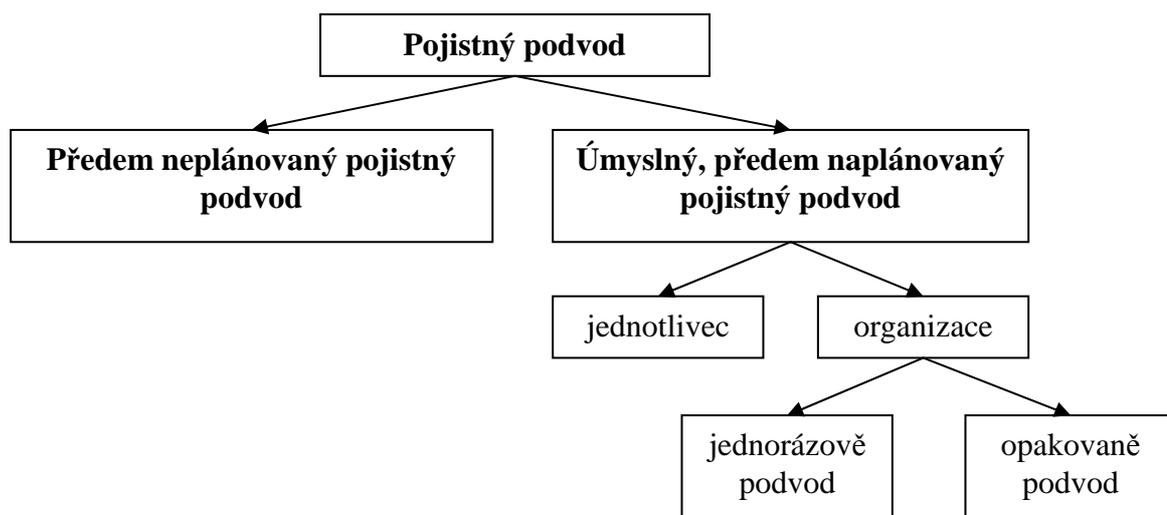 Pojistný podvod
Předem neplánovaný pojistný
podvod
Úmyslný, předem naplánovaný
pojistný podvod
jednotlivec
organizace
jednorázově
podvod
opakovaně
podvod